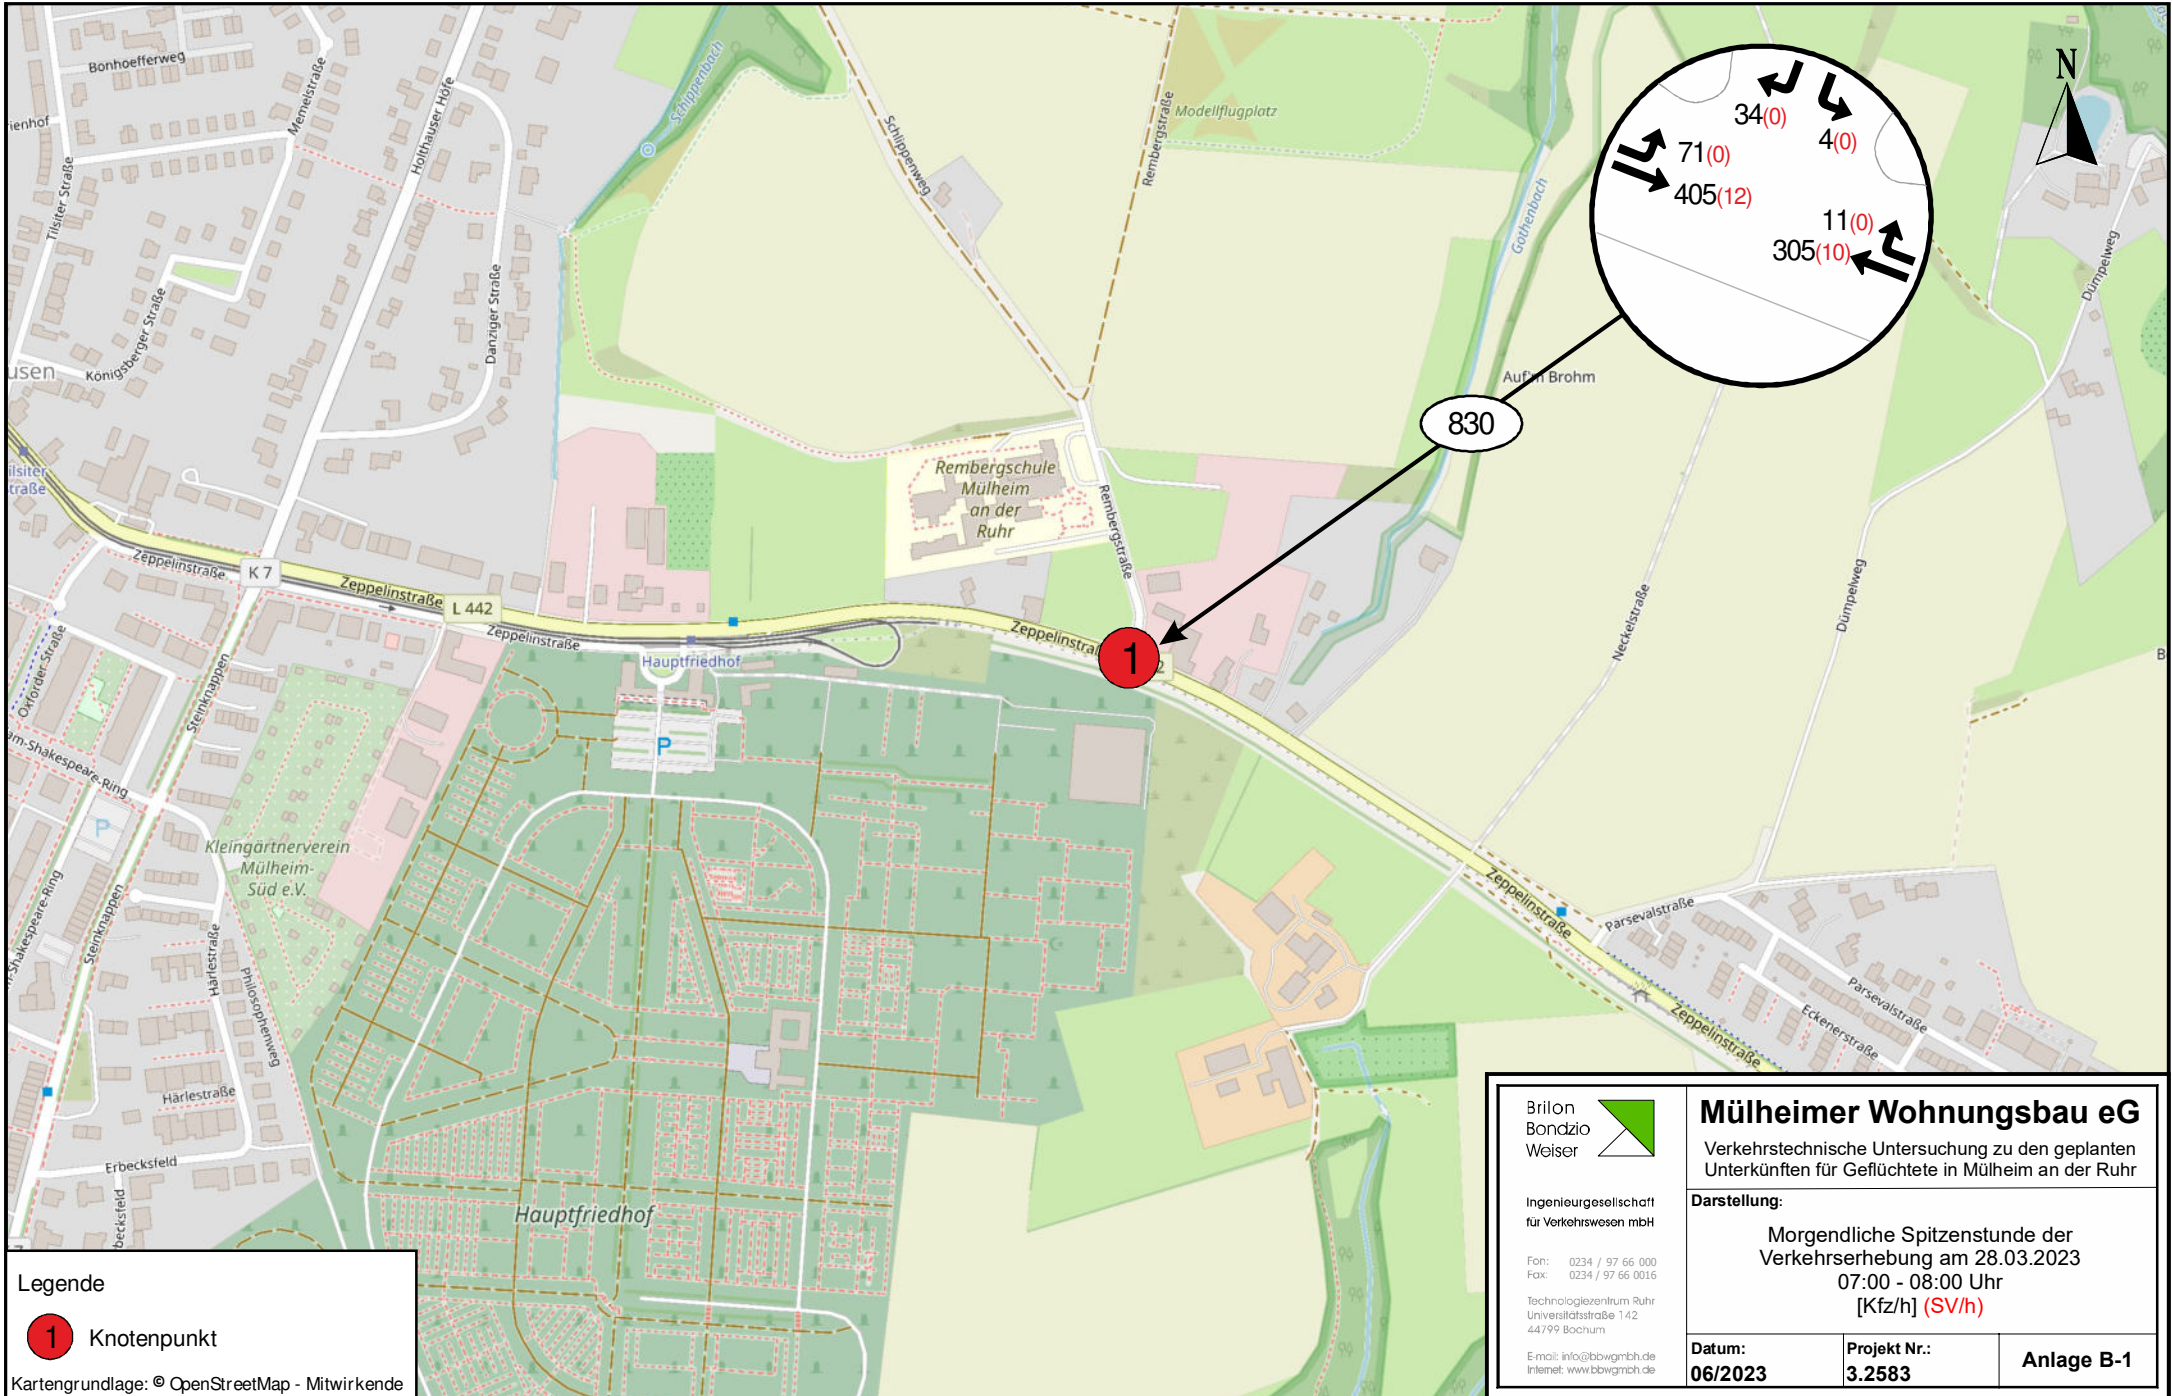 Bonhoefferweg
Memelstraße
Tilsiter Straße
Holthauser Höfe
Schippenbach
Schlippenweg
Rembergstraße
Modellflugplatz
Gothenbach
34(0)
4(0)
71(0)
405(12)
11(0)
305(10)
N
Dümpelweg
Königsberger Straße
Danziger Straße
usen
Auf'm Brohm
830
Rembergschule
Mülheim
an der
Ruhr
Rembergstraße
Zeppelinstraße
K 7
Zeppelinstraße
L 442
Zeppelinstraße
Hauptfriedhof
1
Neckelstraße
Dümpelweg
Oxforder Straße
Steinknappen
am-Shakespeare-Ring
P
P
Kleingärtnerverein
Mülheim-
Süd e.V.
Steinknappen
Härlestraße
Philosophenweg
Härlestraße
Erbecksfeld
Hauptfriedhof
Zeppelinstraße
Parsevalstraße
Parsevalstraße
Eckenerstraße
Zeppelinstraße
Legende
1 Knotenpunkt
Kartengrundlage: © OpenStreetMap - Mitwirkende
Brilon
Bondzio
Weiser
Ingenieurgesellschaft
für Verkehrswesen mbH
Fon: 0234 / 97 66 000
Fax: 0234 / 97 66 0016
Technologiezentrum Ruhr
Universitätsstraße 142
44799 Bochum
E-mail: info@bbwgmbh.de
Internet: www.bbwgmbh.de
Mülheimer Wohnungsbau eG
Verkehrstechnische Untersuchung zu den geplanten
Unterkünften für Geflüchtete in Mülheim an der Ruhr
Darstellung:
Morgendliche Spitzenstunde der
Verkehrserhebung am 28.03.2023
07:00 - 08:00 Uhr
[Kfz/h] (SV/h)
Datum:
06/2023
Projekt Nr.:
3.2583
Anlage B-1